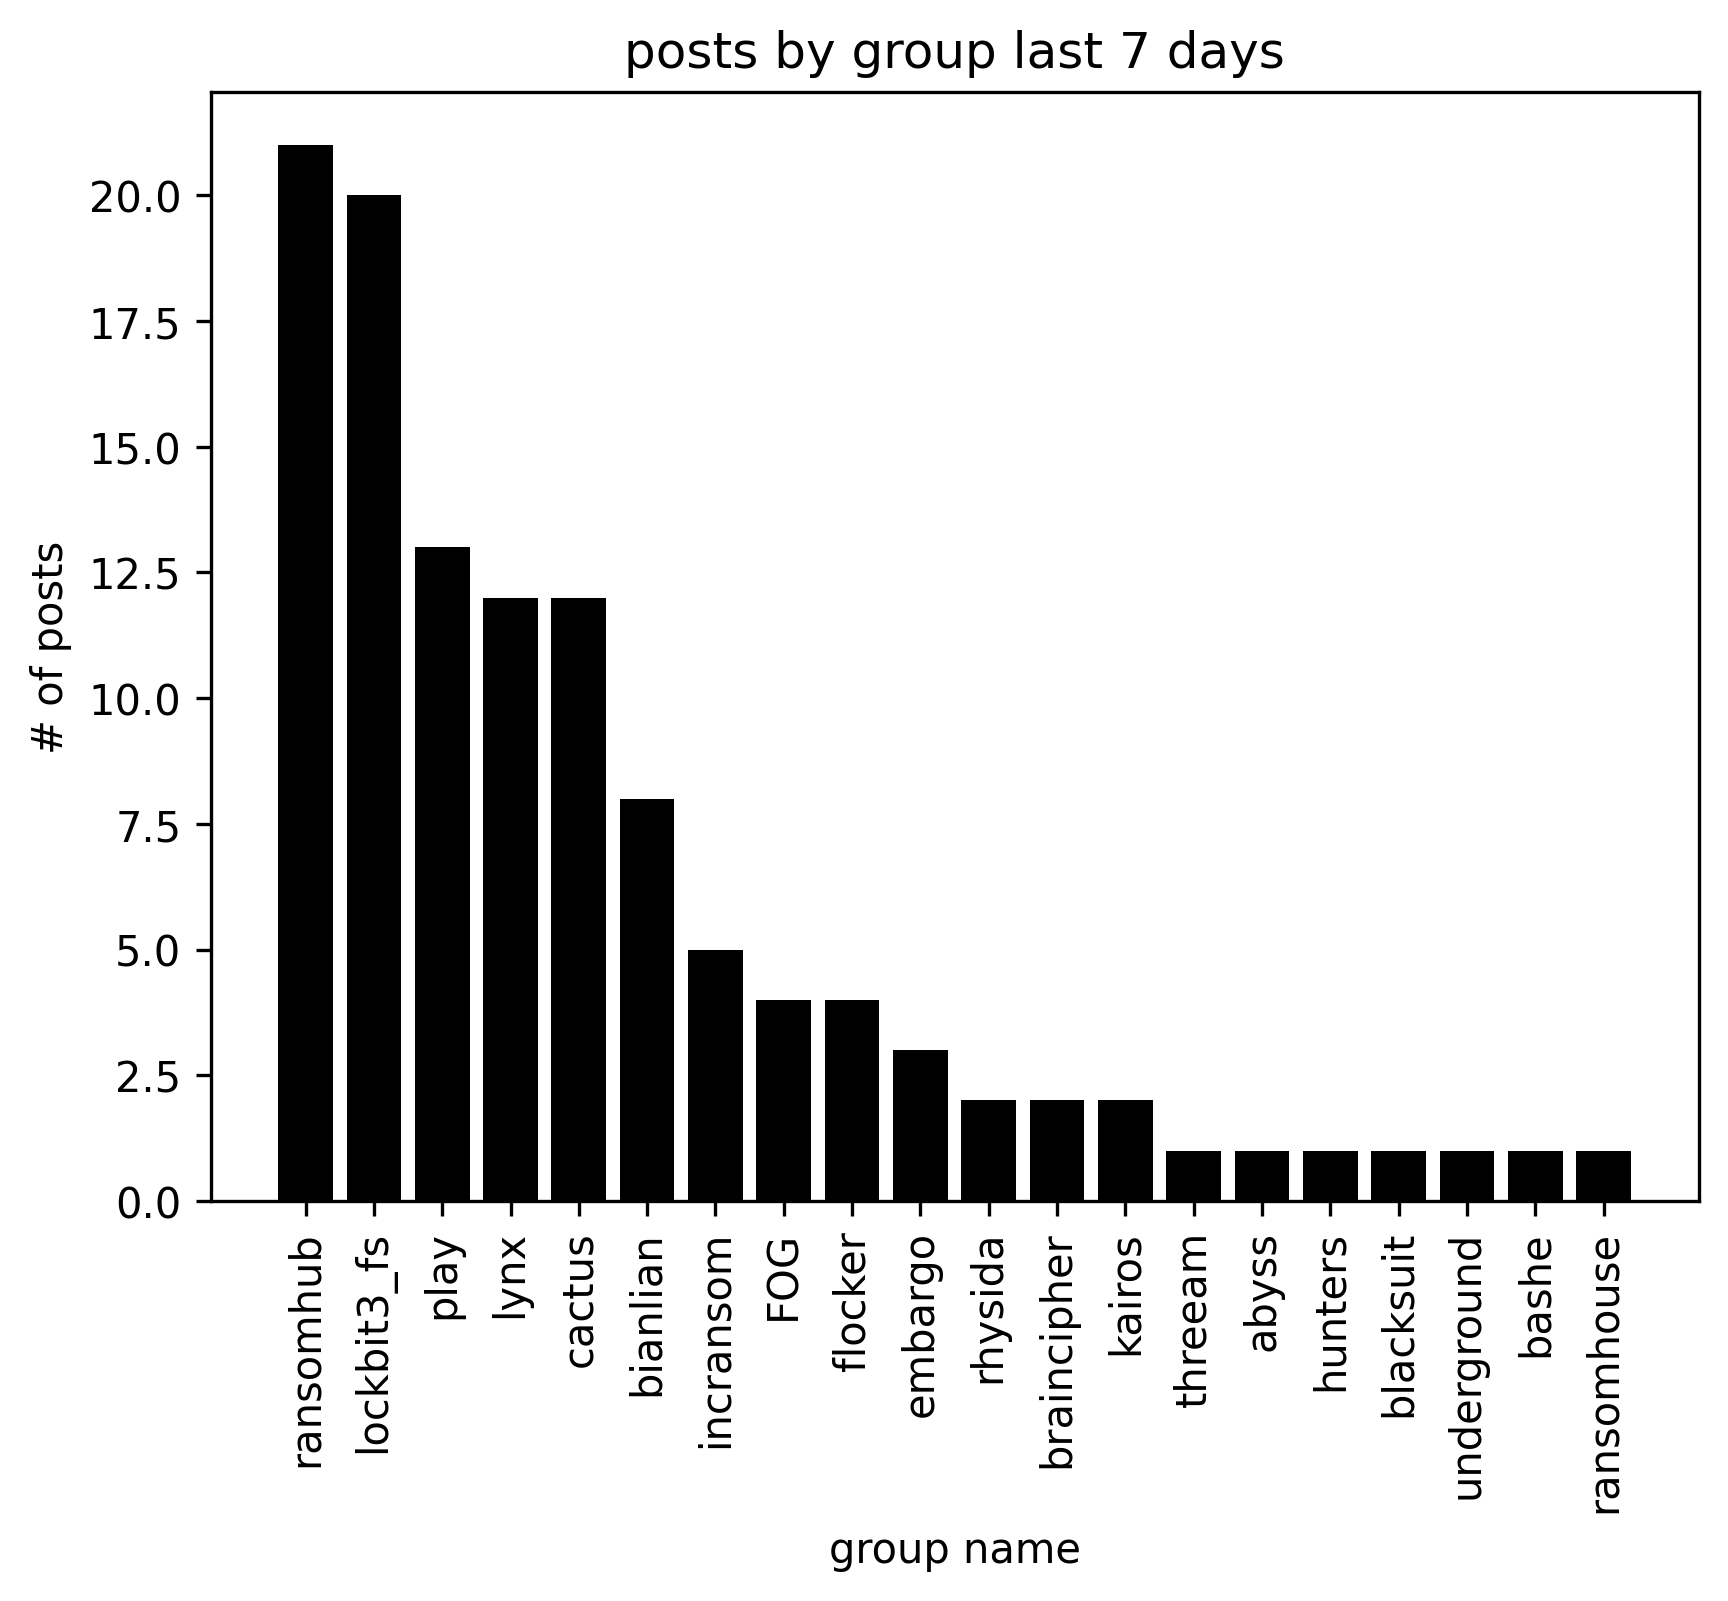 posts by group last 7 days
# of posts
20.0
17.5
15.0
12.5
10.0
7.5
5.0
2.5
0.0
ransomhub
lockbit3_fs
play
lynx
cactus
bianlian
incransom
FOG
flocker
embargo
rhysida
braincipher
kairos
threeam
abyss
hunters
blacksuit
underground
bashe
ransomhouse
group name